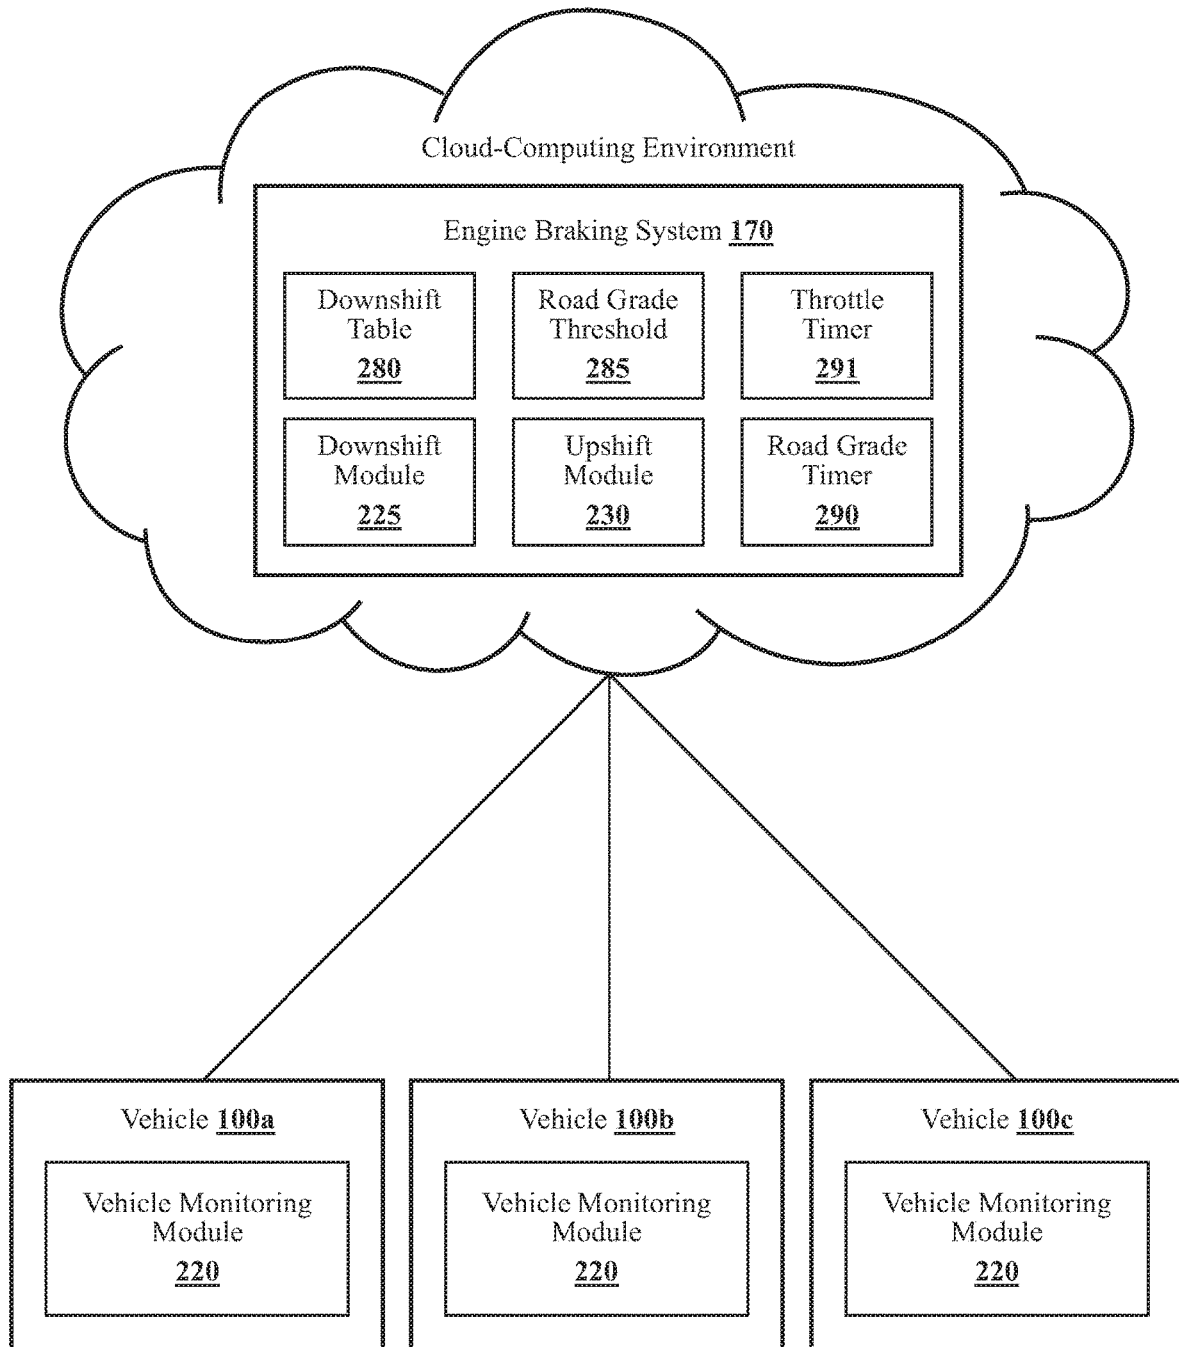 Cloud-Computing Environment
Engine Braking System 170
Downshift
Table
280
Road Grade
Threshold
285
Throttle
Timer
291
Downshift
Module
225
Upshift
Module
230
Road Grade
Timer
290
Vehicle 100a
Vehicle Monitoring
Module
220
Vehicle 100b
Vehicle Monitoring
Module
220
Vehicle 100c
Vehicle Monitoring
Module
220